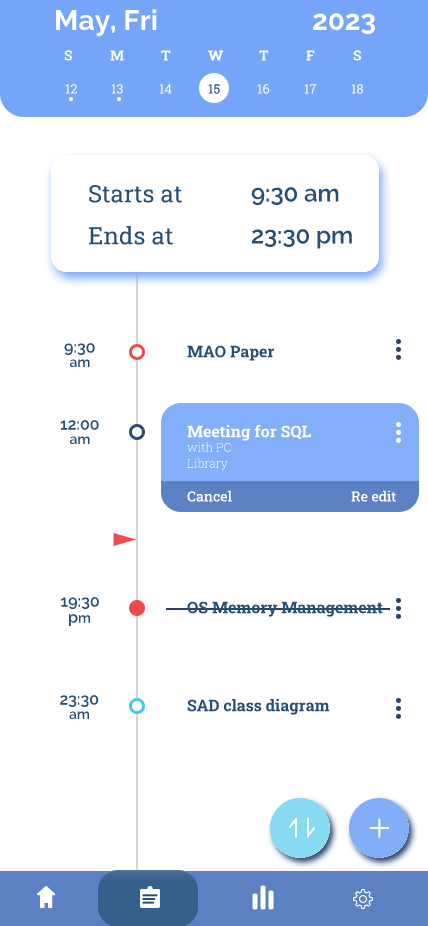 May, Fri 2023
S M T W T F S
12 13 14 15 16 17 18
Starts at 9:30 am
Ends at 23:30 pm
9:30
am
MAO Paper
12:00
am
Meeting for SQL
with PC
Library
Cancel Re edit
19:30
pm
OS Memory Management
23:30
am
SAD class diagram